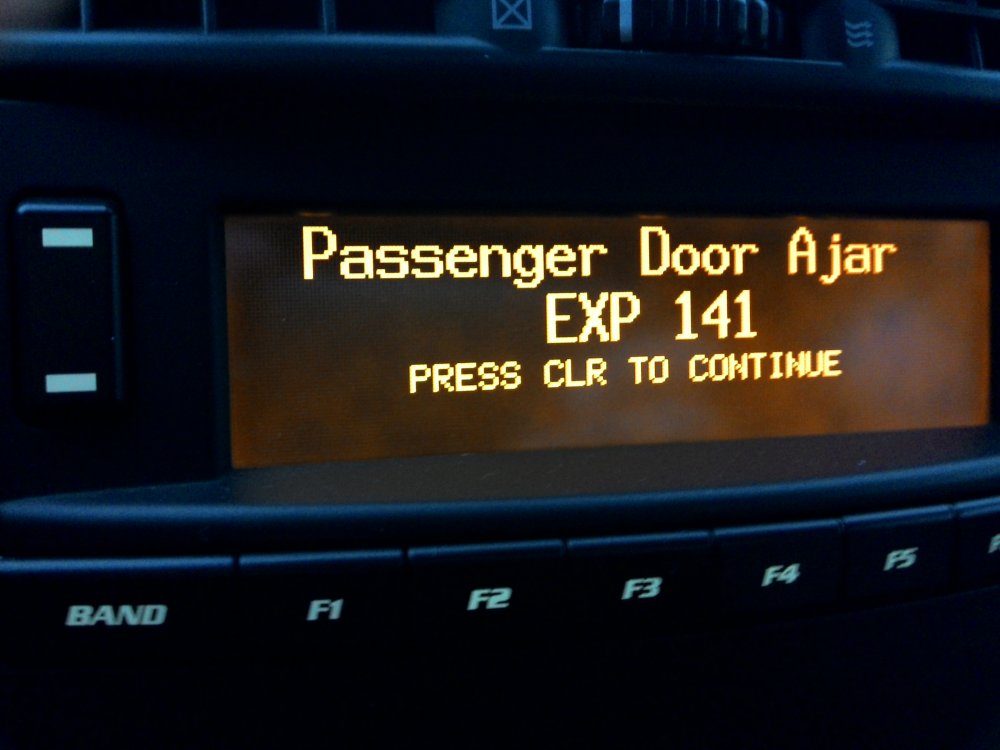 Passenger Door Ajar
EXP 141
PRESS CLR TO CONTINUE
BAND F1 F2 F3 F4 F5